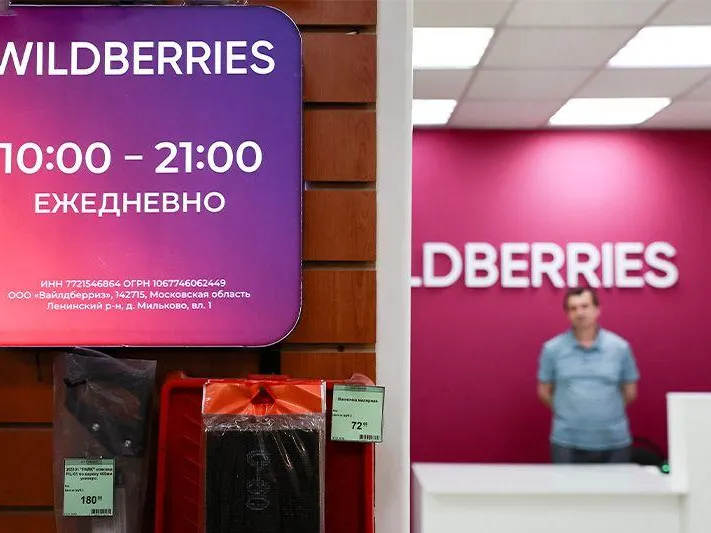 WILDBERRIES
10:00 – 21:00
ЕЖЕДНЕВНО
ИНН 7721546864 ОГРН 1067746062449
ООО «Вайлдберриз», 142715, Московская область
Ленинский р-н, д. Мильково, вл. 1
LDBERRIES
180
72